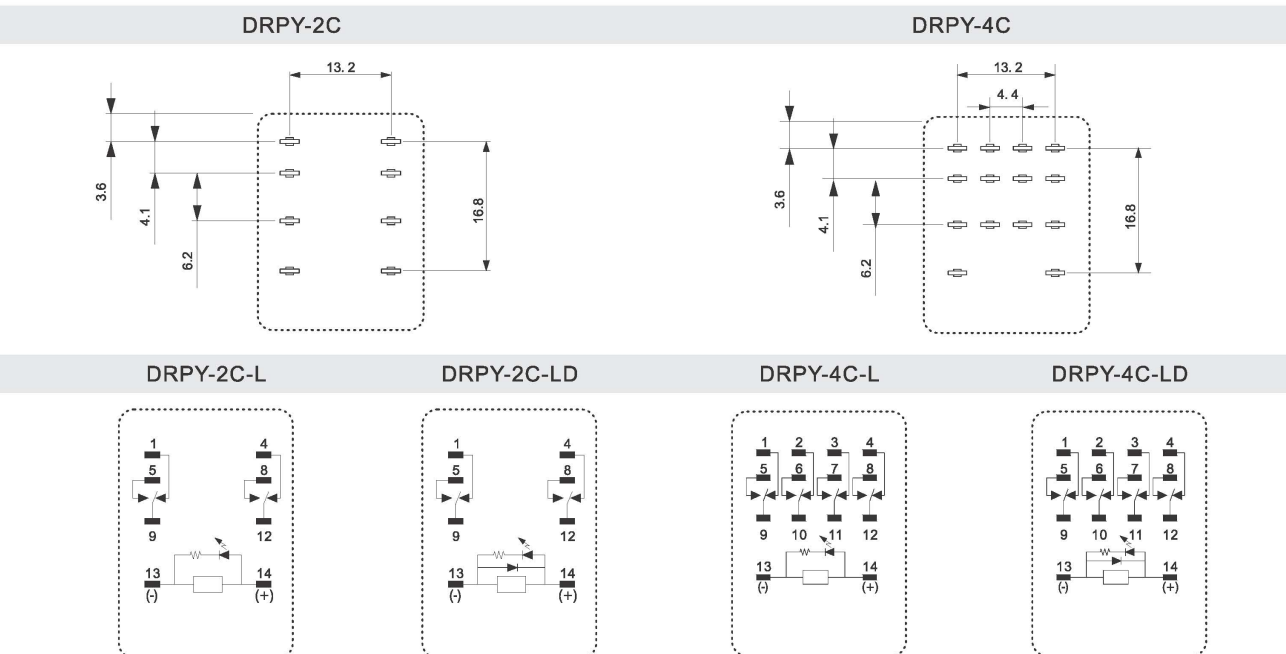 DRPY-2C DRPY-4C
13. 2 13. 2
4. 4
3.6 4.1 6.2 16.8 3.6 4.1 6.2 16.8
DRPY-2C-L DRPY-2C-LD DRPY-4C-L DRPY-4C-LD
1 4 1 4 1 2 3 4 1 2 3 4
5 8 5 8 5 6 7 8 5 6 7 8
9 12 9 12 9 10 11 12 9 10 11 12
13 14 13 14 13 14 13 14
(-) (+) (-) (+) (-) (+) (-) (+)